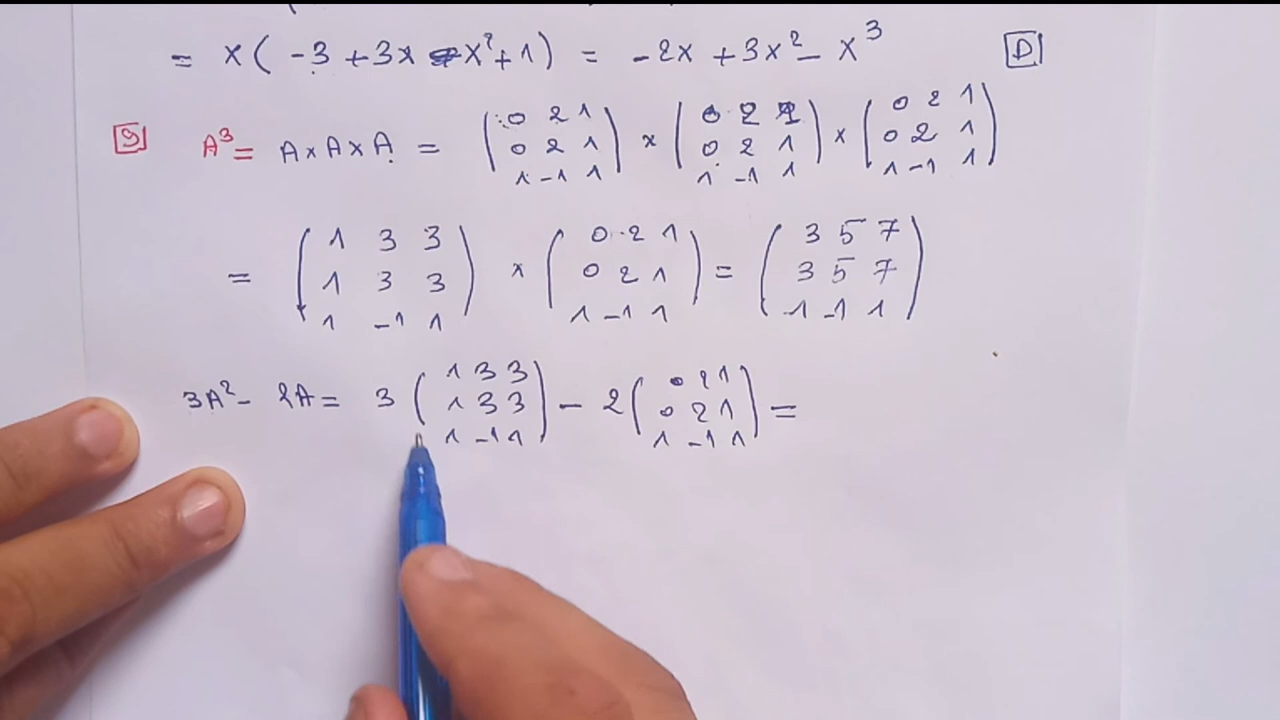 = x ( -3 + 3x - x² + 1 ) = -2x + 3x² - x³ D
9 A³ = A x A x A = ( 0 2 1 ; 0 2 1 ; 1 -1 1 ) x ( 0 2 1 ; 0 2 1 ; 1 -1 1 ) x ( 0 2 1 ; 0 2 1 ; 1 -1 1 )
= ( 1 3 3 ; 1 3 3 ; 1 -1 1 ) x ( 0 2 1 ; 0 2 1 ; 1 -1 1 ) = ( 3 5 7 ; 3 5 7 ; 1 -1 1 )
3A² - 2A = 3 ( 1 3 3 ; 1 3 3 ; 1 -1 1 ) - 2 ( 0 2 1 ; 0 2 1 ; 1 -1 1 ) =